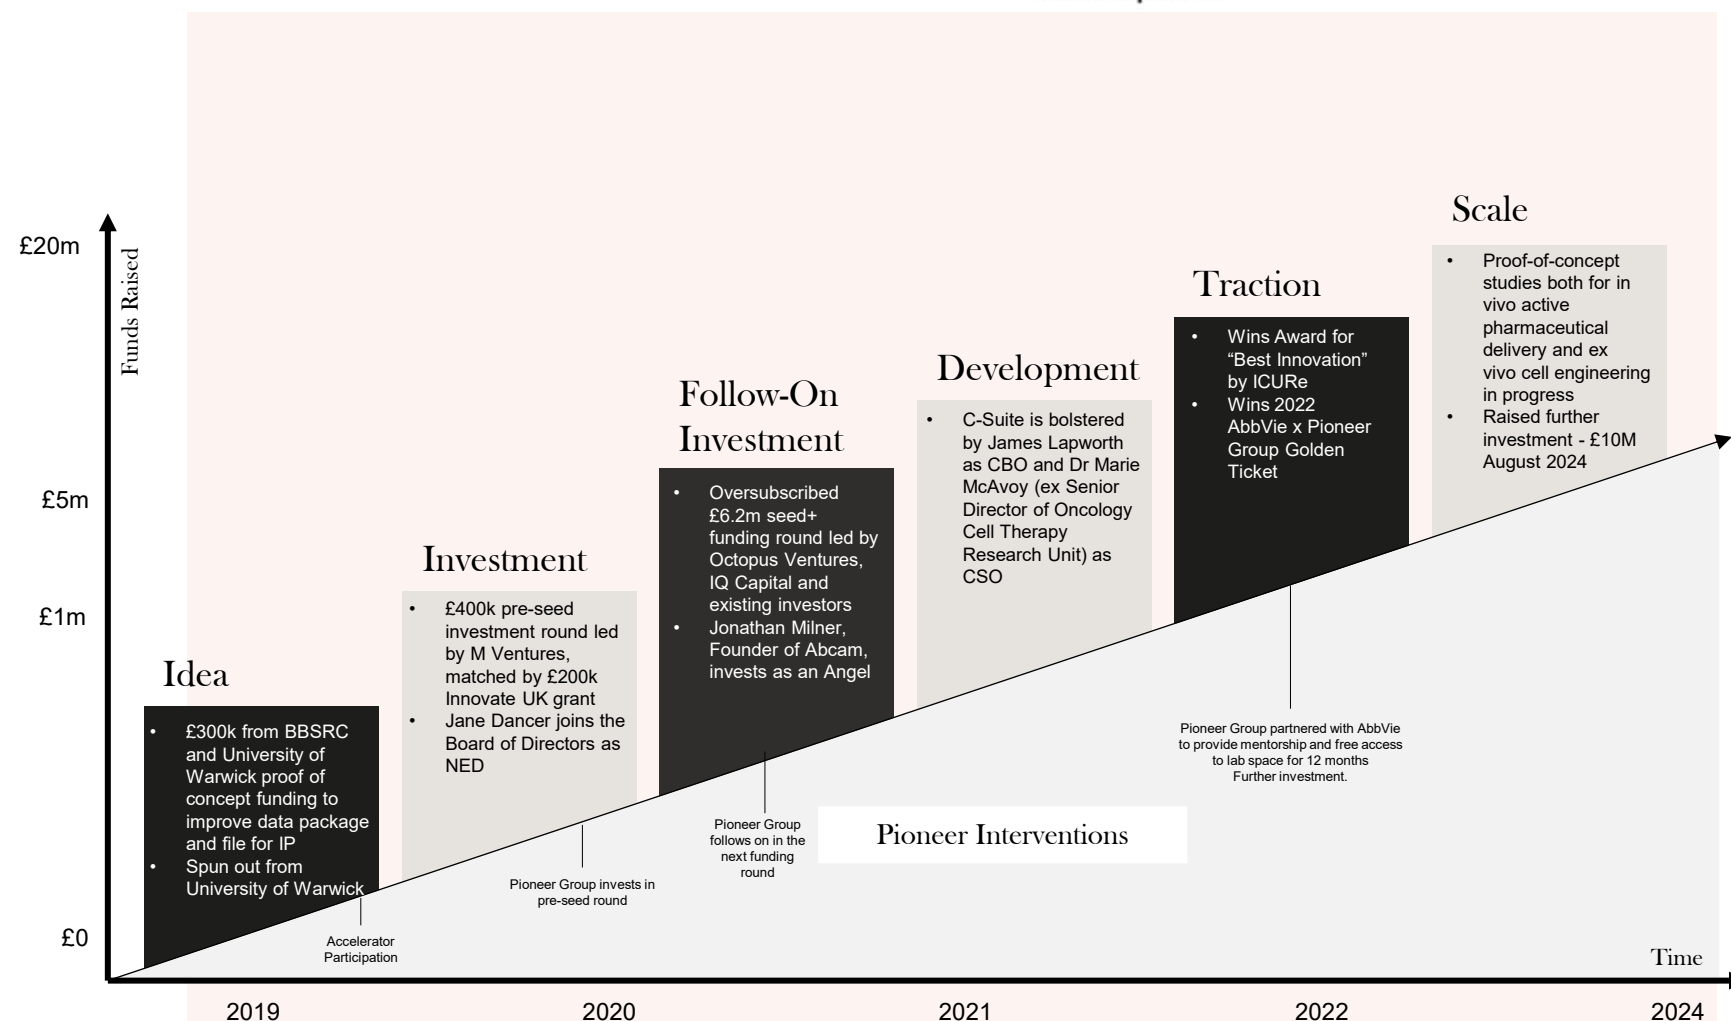 Scale
£20m
Funds Raised
• Proof-of-concept
studies both for in
vivo active
pharmaceutical
delivery and ex
vivo cell engineering
in progress
• Raised further
investment - £10M
August 2024
Traction
• Wins Award for
“Best Innovation”
by ICURe
• Wins 2022
AbbVie x Pioneer
Group Golden
Ticket
Development
• C-Suite is bolstered
by James Lapworth
as CBO and Dr Marie
McAvoy (ex Senior
Director of Oncology
Cell Therapy
Research Unit) as
CSO
Follow-On
Investment
• Oversubscribed
£6.2m seed+
funding round led by
Octopus Ventures,
IQ Capital and
existing investors
• Jonathan Milner,
Founder of Abcam,
invests as an Angel
£5m
Investment
• £400k pre-seed
investment round led
by M Ventures,
matched by £200k
Innovate UK grant
• Jane Dancer joins the
Board of Directors as
NED
£1m
Idea
• £300k from BBSRC
and University of
Warwick proof of
concept funding to
improve data package
and file for IP
• Spun out from
University of Warwick
£0
Accelerator
Participation
Pioneer Group invests in
pre-seed round
Pioneer Group
follows on in the
next funding
round
Pioneer Interventions
Pioneer Group partnered with AbbVie
to provide mentorship and free access
to lab space for 12 months
Further investment.
Time
2019
2020
2021
2022
2024